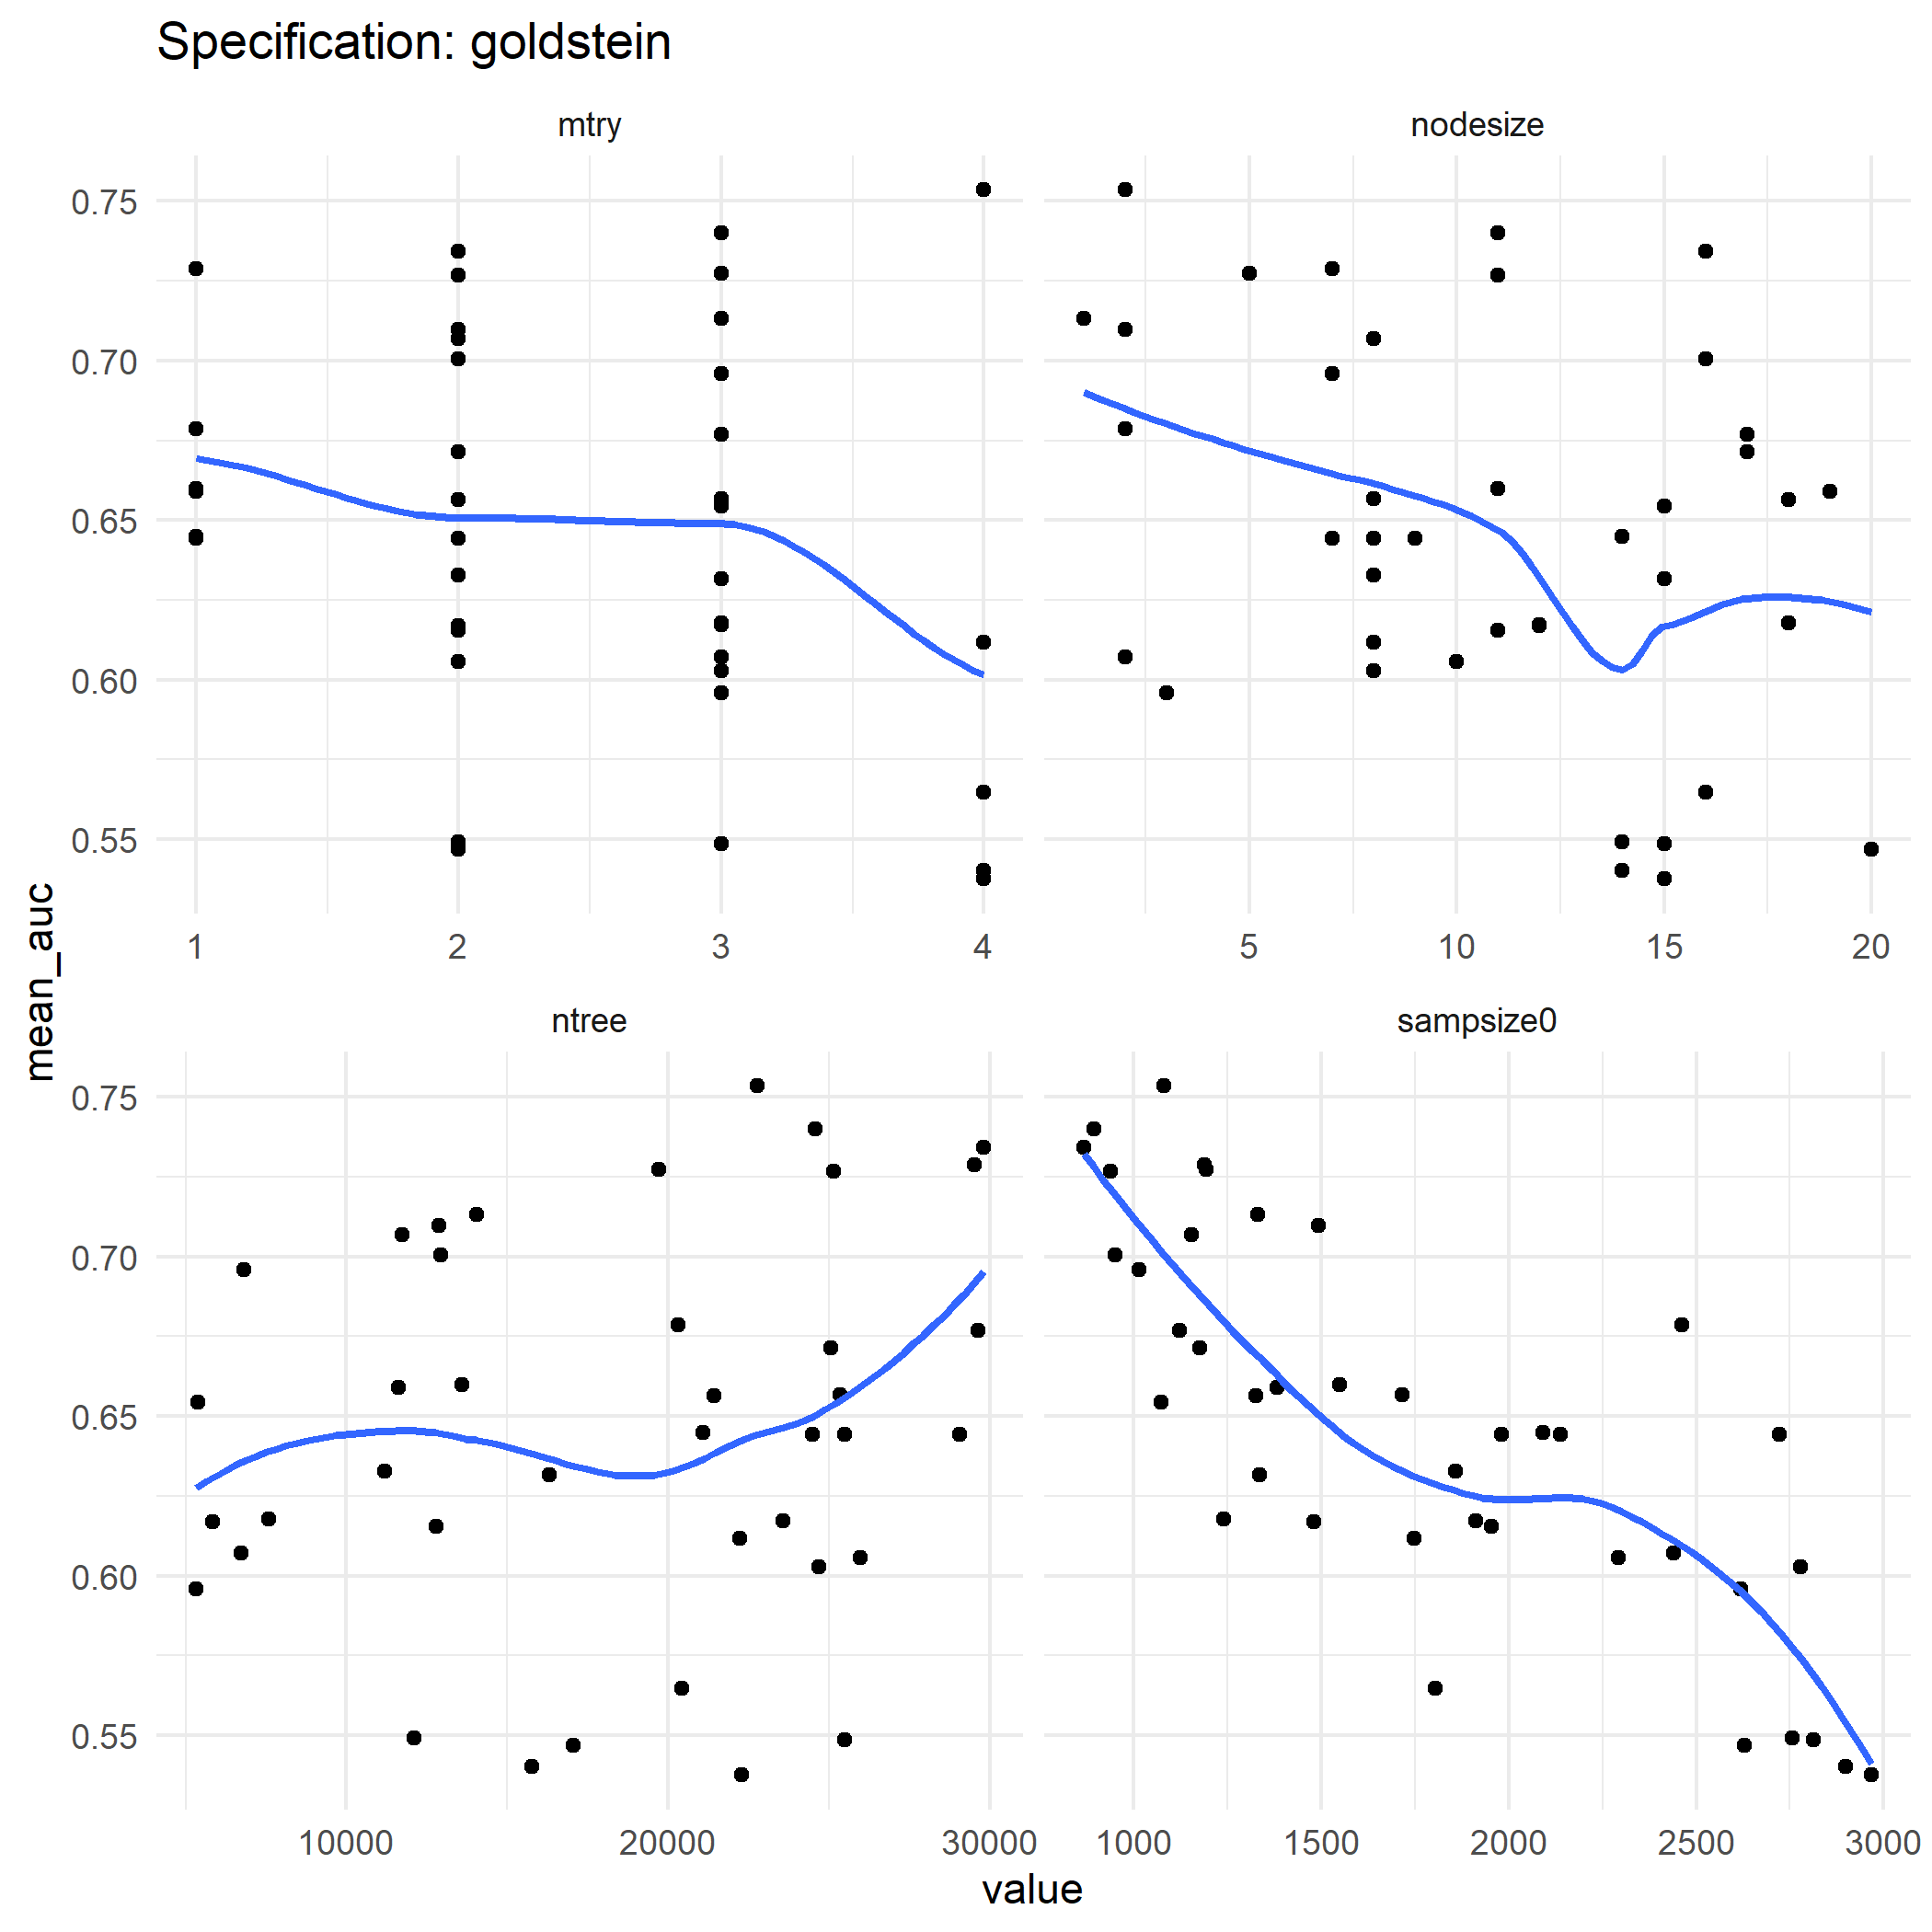 Specification: goldstein
mtry
nodesize
0.75
0.70
0.65
0.60
0.55
1 2 3 4
5 10 15 20
mean_auc
ntree
sampsize0
0.75
0.70
0.65
0.60
0.55
10000 20000 30000
1000 1500 2000 2500 3000
value